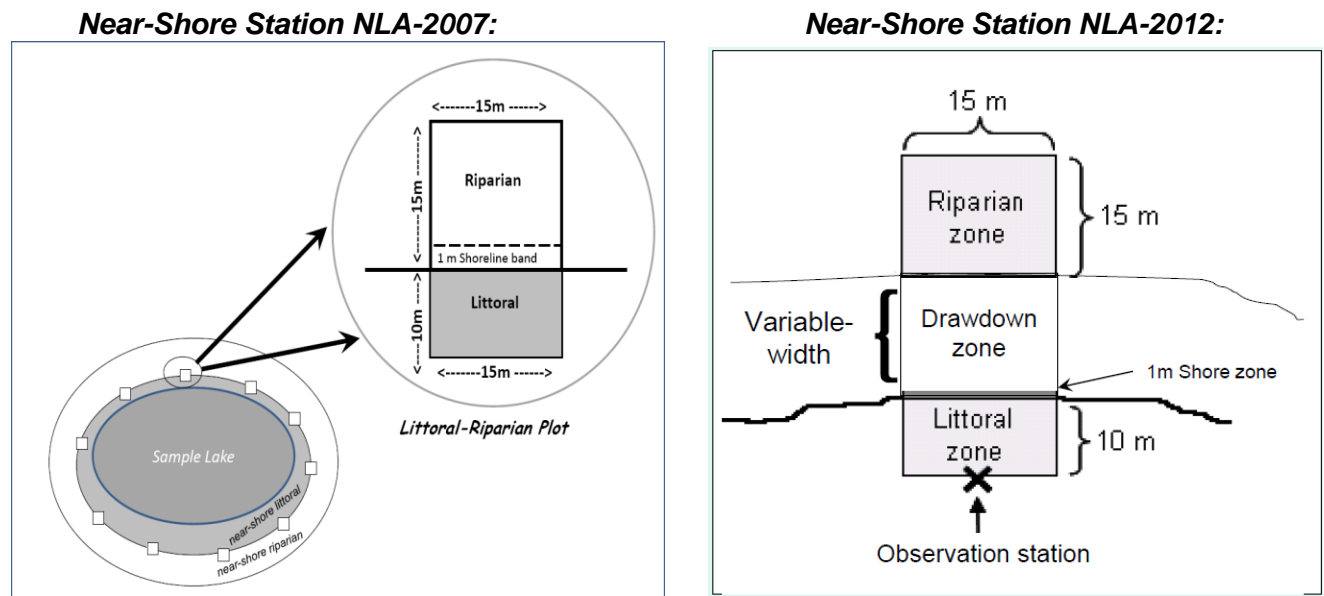 Near-Shore Station NLA-2007:
<-------15m ------>
<-----15m------>
Riparian
1 m Shoreline band
<----10m----->
Littoral
<-------15m ------>
Littoral-Riparian Plot
Sample Lake
near-shore littoral
near-shore riparian
Near-Shore Station NLA-2012:
15 m
Riparian
zone
15 m
Variable-
width
Drawdown
zone
1m Shore zone
Littoral
zone
10 m
Observation station